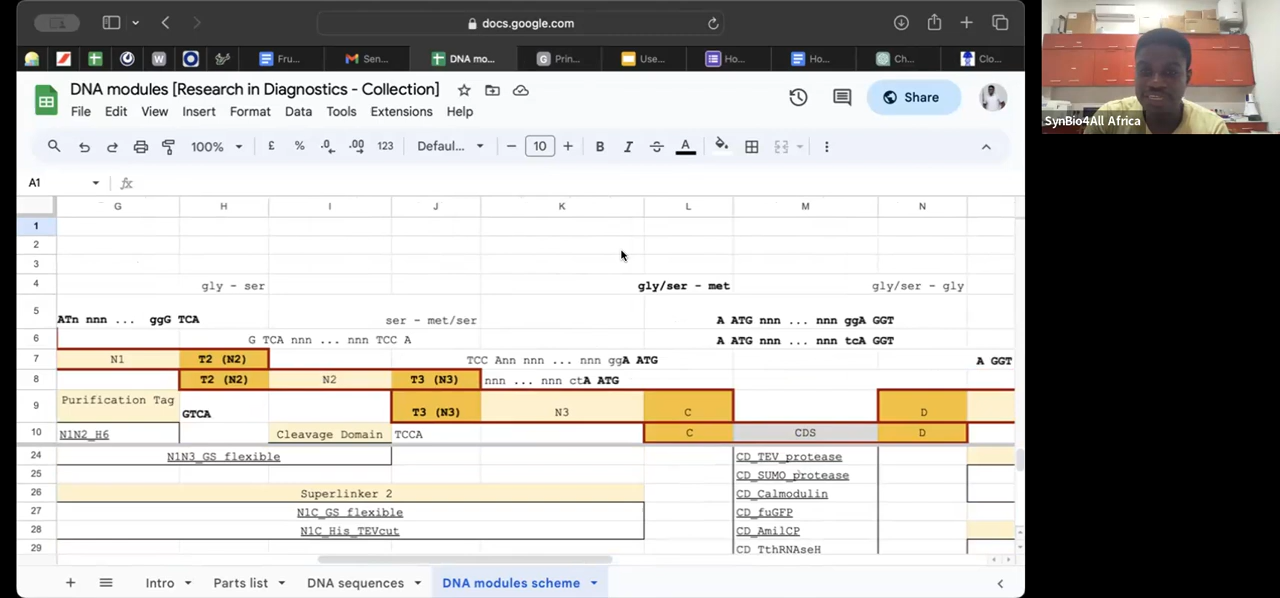 docs.google.com
Fru...
Sen...
DNA mo...
Prin...
Use...
Ho...
Ho...
Ch...
Clo...
DNA modules [Research in Diagnostics - Collection]
File Edit View Insert Format Data Tools Extensions Help
Share
100% £ % .0 .00 123 Defaul... 10 B I A
A1 fx
G H I J K L M N
1
2
3
4 gly - ser gly/ser - met gly/ser - gly
5 ATn nnn ... ggG TCA ser - met/ser A ATG nnn ... nnn ggA GGT
6 G TCA nnn ... nnn TCC A A ATG nnn ... nnn tcA GGT
7 N1 T2 (N2) TCC Ann nnn ... nnn ggA ATG A GGT
8 T2 (N2) N2 T3 (N3) nnn ... nnn ctA ATG
9 Purification Tag GTCA T3 (N3) N3 C D
10 N1N2_H6 Cleavage Domain TCCA C CDS D
24 N1N3_GS flexible CD_TEV_protease
25 CD_SUMO_protease
26 Superlinker 2 CD_Calmodulin
27 N1C_GS_flexible CD_fuGFP
28 N1C_His_TEVcut CD_AmilCP
29 CD_TthRNAseH
Intro Parts list DNA sequences DNA modules scheme
SynBio4All Africa